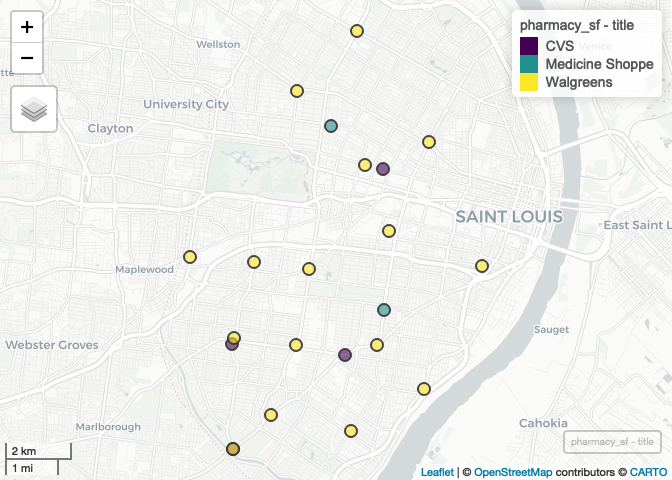 +
−
pharmacy_sf - title
CVS
Medicine Shoppe
Walgreens
Venice
Wellston
University City
Clayton
SAINT LOUIS
East Saint L
Maplewood
Webster Groves
Sauget
Marlborough
Cahokia
pharmacy_sf - title
2 km
1 mi
Leaflet | © OpenStreetMap contributors © CARTO